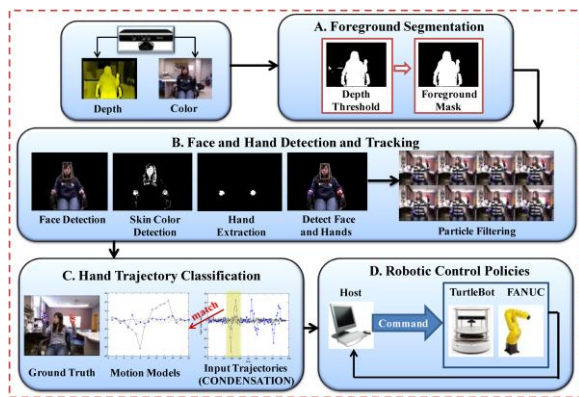 A. Foreground Segmentation
Depth
Color
Depth
Threshold
Foreground
Mask
B. Face and Hand Detection and Tracking
Face Detection
Skin Color
Detection
Hand
Extraction
Detect Face
and Hands
Particle Filtering
C. Hand Trajectory Classification
match
Ground Truth
Motion Models
Input Trajectories
(CONDENSATION)
D. Robotic Control Policies
Host
TurtleBot
FANUC
Command